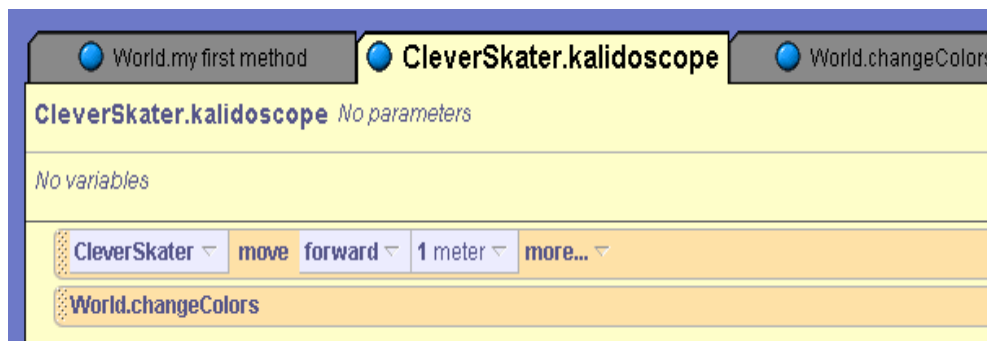 World.my first method CleverSkater.kalidoscope World.changeColors
CleverSkater.kalidoscope No parameters
No variables
CleverSkater move forward 1 meter more...
World.changeColors